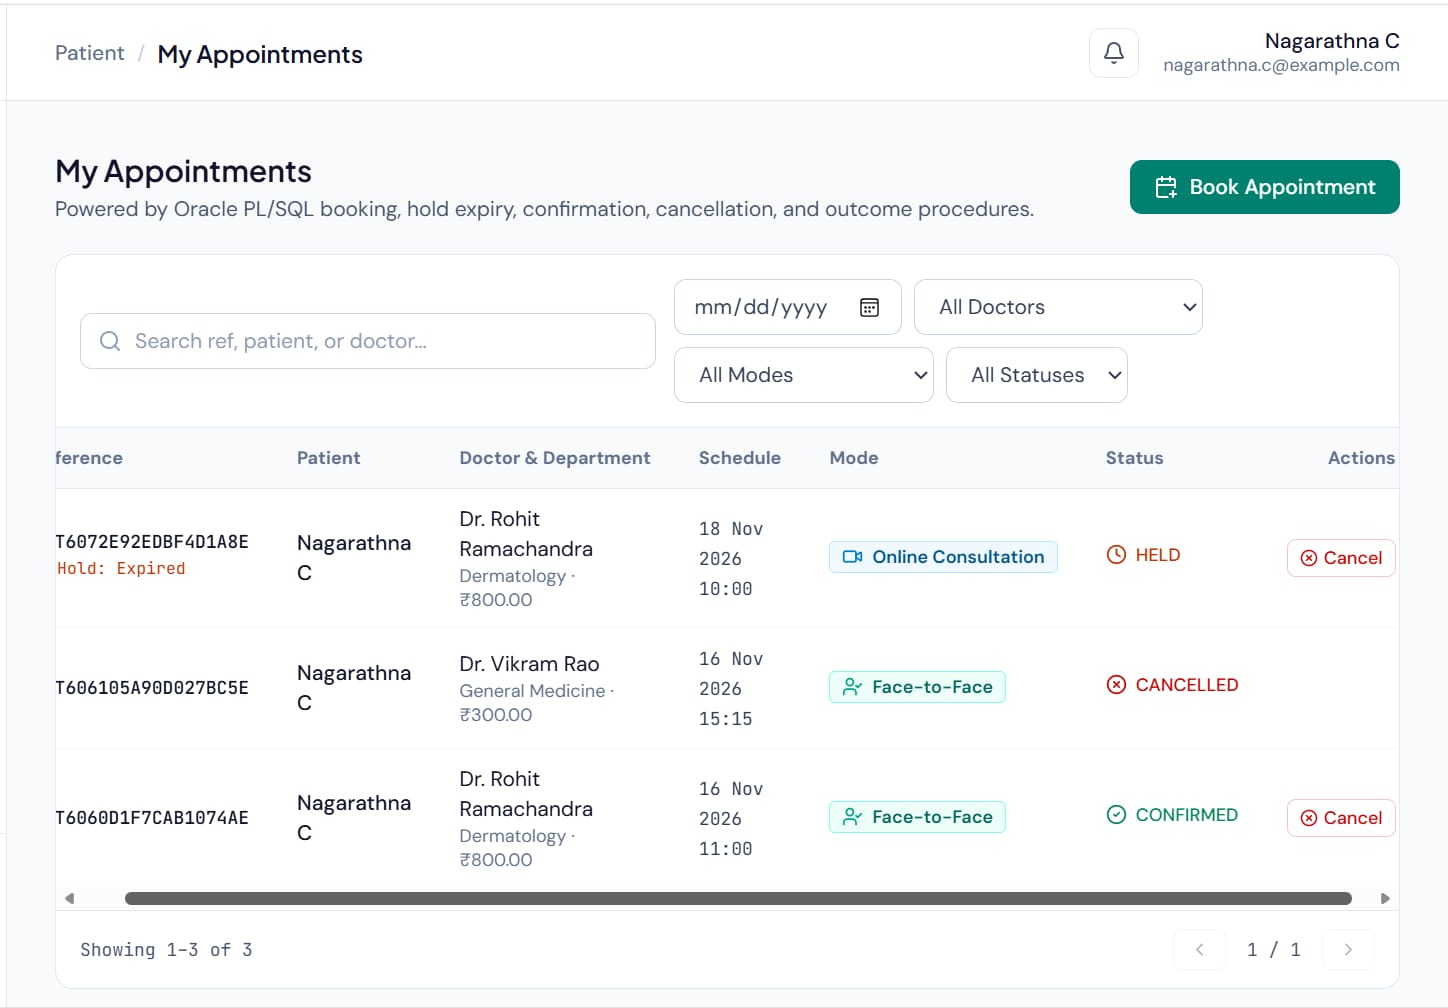 Patient / My Appointments
Nagarathna C
nagarathna.c@example.com
My Appointments
Powered by Oracle PL/SQL booking, hold expiry, confirmation, cancellation, and outcome procedures.
Book Appointment
Search ref, patient, or doctor...
mm/dd/yyyy
All Doctors
All Modes
All Statuses
ference Patient Doctor & Department Schedule Mode Status Actions
T6072E92EDBF4D1A8E
Hold: Expired
Nagarathna
C
Dr. Rohit
Ramachandra
Dermatology ·
₹800.00
18 Nov
2026
10:00
Online Consultation
HELD
Cancel
T606105A90D027BC5E
Nagarathna
C
Dr. Vikram Rao
General Medicine ·
₹300.00
16 Nov
2026
15:15
Face-to-Face
CANCELLED
T6060D1F7CAB1074AE
Nagarathna
C
Dr. Rohit
Ramachandra
Dermatology ·
₹800.00
16 Nov
2026
11:00
Face-to-Face
CONFIRMED
Cancel
Showing 1-3 of 3
1 / 1